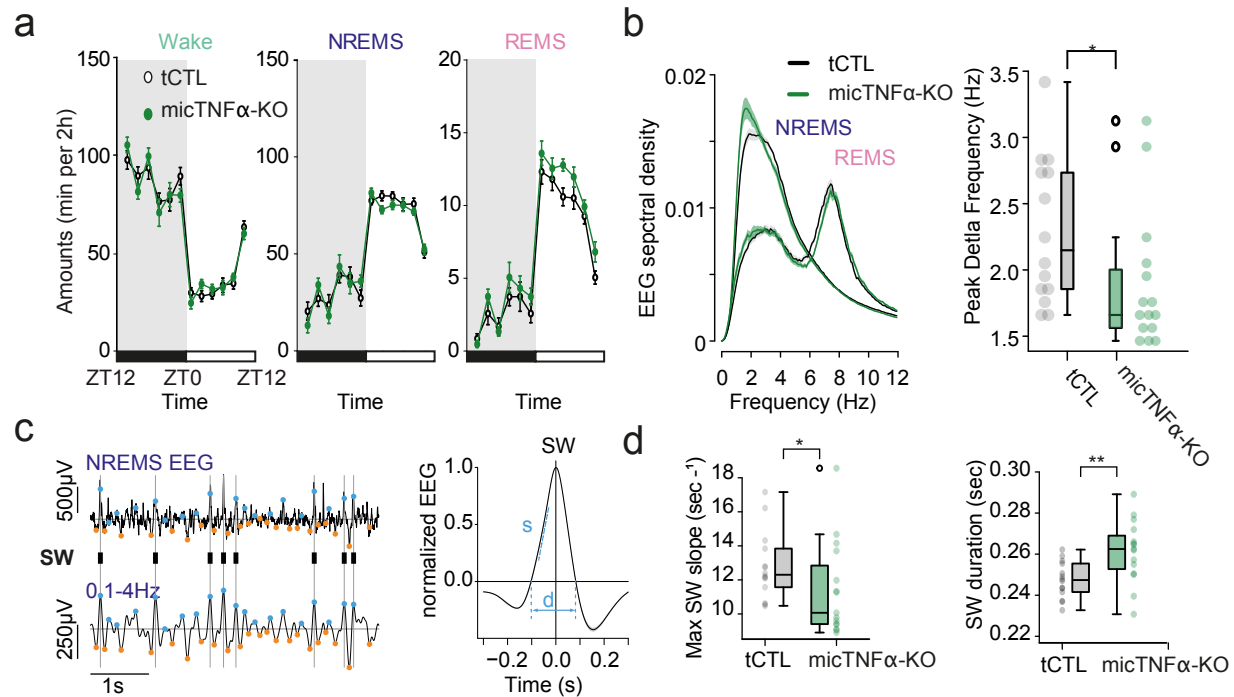 a
Wake
NREMS
REMS
150
100
50
0
Amounts (min per 2h)
tCTL
micTNFα-KO
ZT12
ZT0
ZT12
Time
150
100
50
0
Time
20
15
10
5
0
Time
b
tCTL
micTNFα-KO
NREMS
REMS
0.02
0.01
0
EEG sepctral density
0 2 4 6 8 10 12
Frequency (Hz)
*
3.5
3.0
2.5
2.0
1.5
Peak Detla Frequency (Hz)
tCTL
micTNFα-KO
c
NREMS EEG
500µV
SW
0.1-4Hz
250µV
1s
SW
1.0
0.5
0.0
normalized EEG
s
d
−0.2 0.0 0.2
Time (s)
d
*
18
16
14
12
10
Max SW slope (sec -1)
tCTL
micTNFα-KO
**
0.30
0.28
0.26
0.24
0.22
SW duration (sec)
tCTL
micTNFα-KO